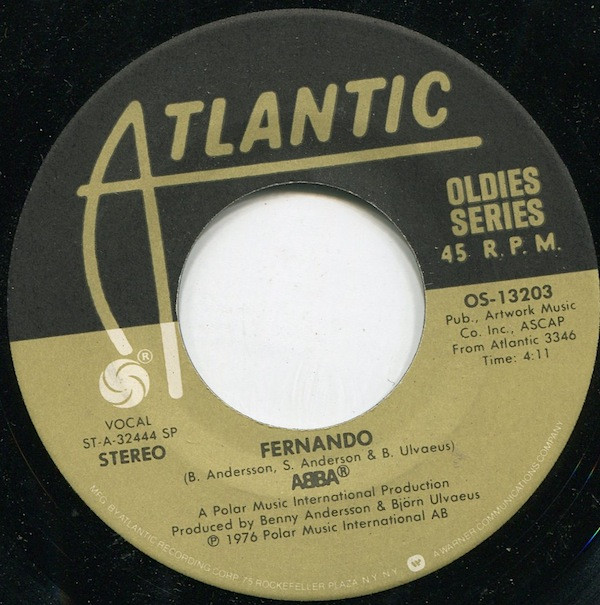 ATLANTIC
OLDIES
SERIES
45 R.P.M.
OS-13203
Pub., Artwork Music
Co. Inc., ASCAP
From Atlantic 3346
Time: 4:11
®
VOCAL
ST-A-32444 SP
STEREO
FERNANDO
(B. Andersson, S. Anderson & B. Ulvaeus)
ABBA®
A Polar Music International Production
Produced by Benny Andersson & Björn Ulvaeus
℗ 1976 Polar Music International AB
MFG. BY ATLANTIC RECORDING CORP. 75 ROCKEFELLER PLAZA N.Y. N.Y. A WARNER COMMUNICATIONS COMPANY